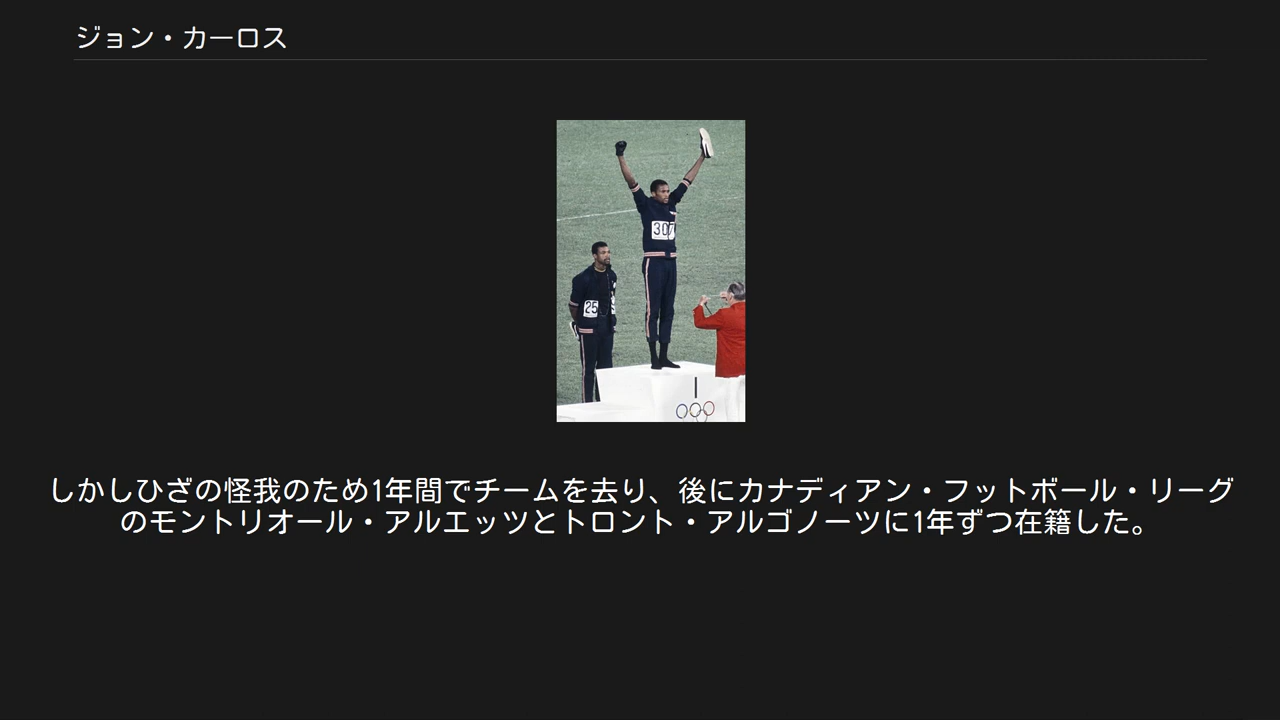 ジョン・カーロス
307
25
しかしひざの怪我のため1年間でチームを去り、後にカナディアン・フットボール・リーグ
のモントリオール・アルエッツとトロント・アルゴノーツに1年ずつ在籍した。